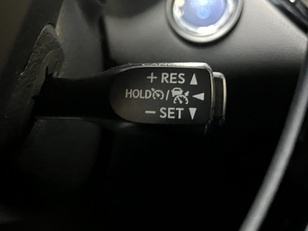 + RES ▲
HOLD / ◀
− SET ▼